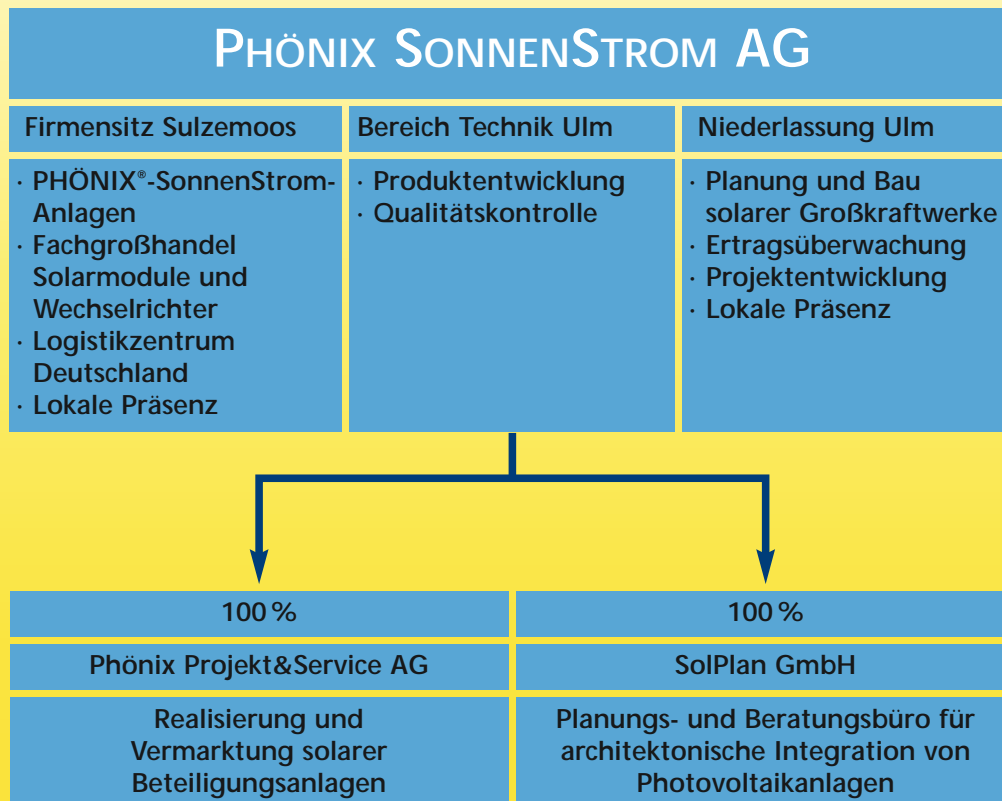 PHÖNIX SONNENSTROM AG
Firmensitz Sulzemoos
· PHÖNIX®-SonnenStrom-
Anlagen
· Fachgroßhandel
Solarmodule und
Wechselrichter
· Logistikzentrum
Deutschland
· Lokale Präsenz
Bereich Technik Ulm
· Produktentwicklung
· Qualitätskontrolle
Niederlassung Ulm
· Planung und Bau
solarer Großkraftwerke
· Ertragsüberwachung
· Projektentwicklung
· Lokale Präsenz
100 %
Phönix Projekt&Service AG
Realisierung und
Vermarktung solarer
Beteiligungsanlagen
100 %
SolPlan GmbH
Planungs- und Beratungsbüro für
architektonische Integration von
Photovoltaikanlagen